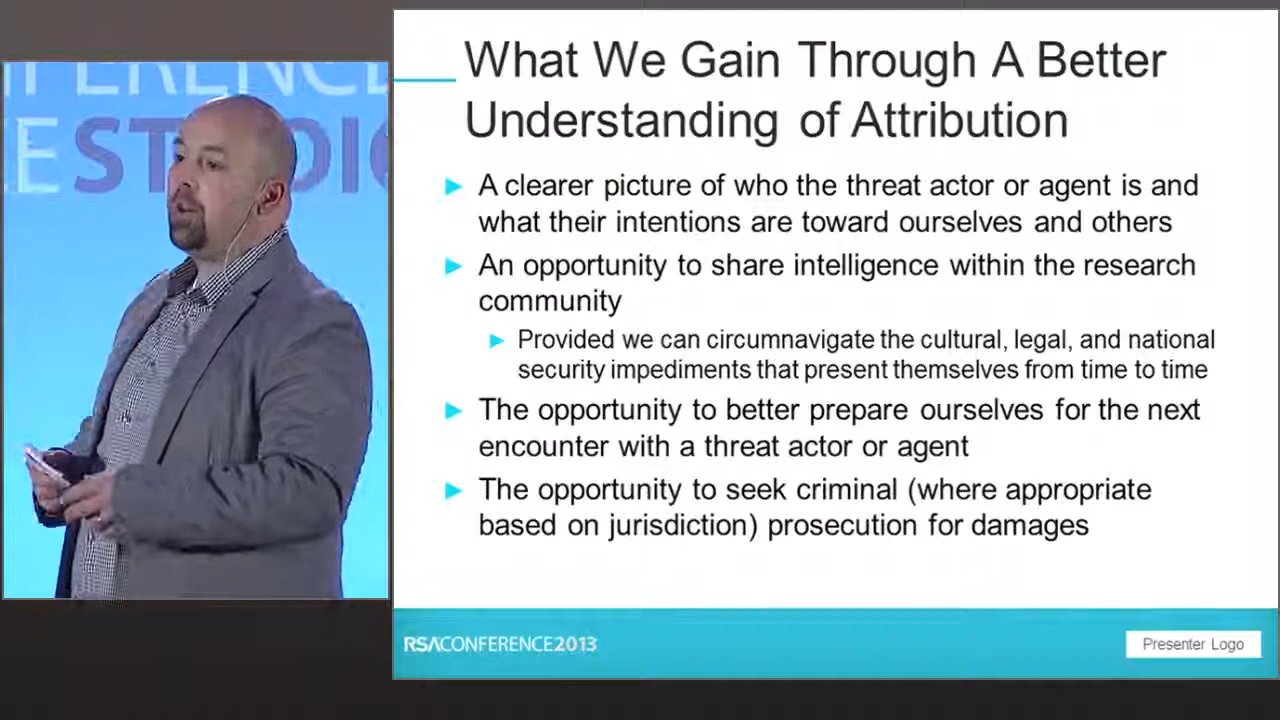 What We Gain Through A Better
Understanding of Attribution
A clearer picture of who the threat actor or agent is and
what their intentions are toward ourselves and others
An opportunity to share intelligence within the research
community
Provided we can circumnavigate the cultural, legal, and national
security impediments that present themselves from time to time
The opportunity to better prepare ourselves for the next
encounter with a threat actor or agent
The opportunity to seek criminal (where appropriate
based on jurisdiction) prosecution for damages
RSACONFERENCE2013
Presenter Logo